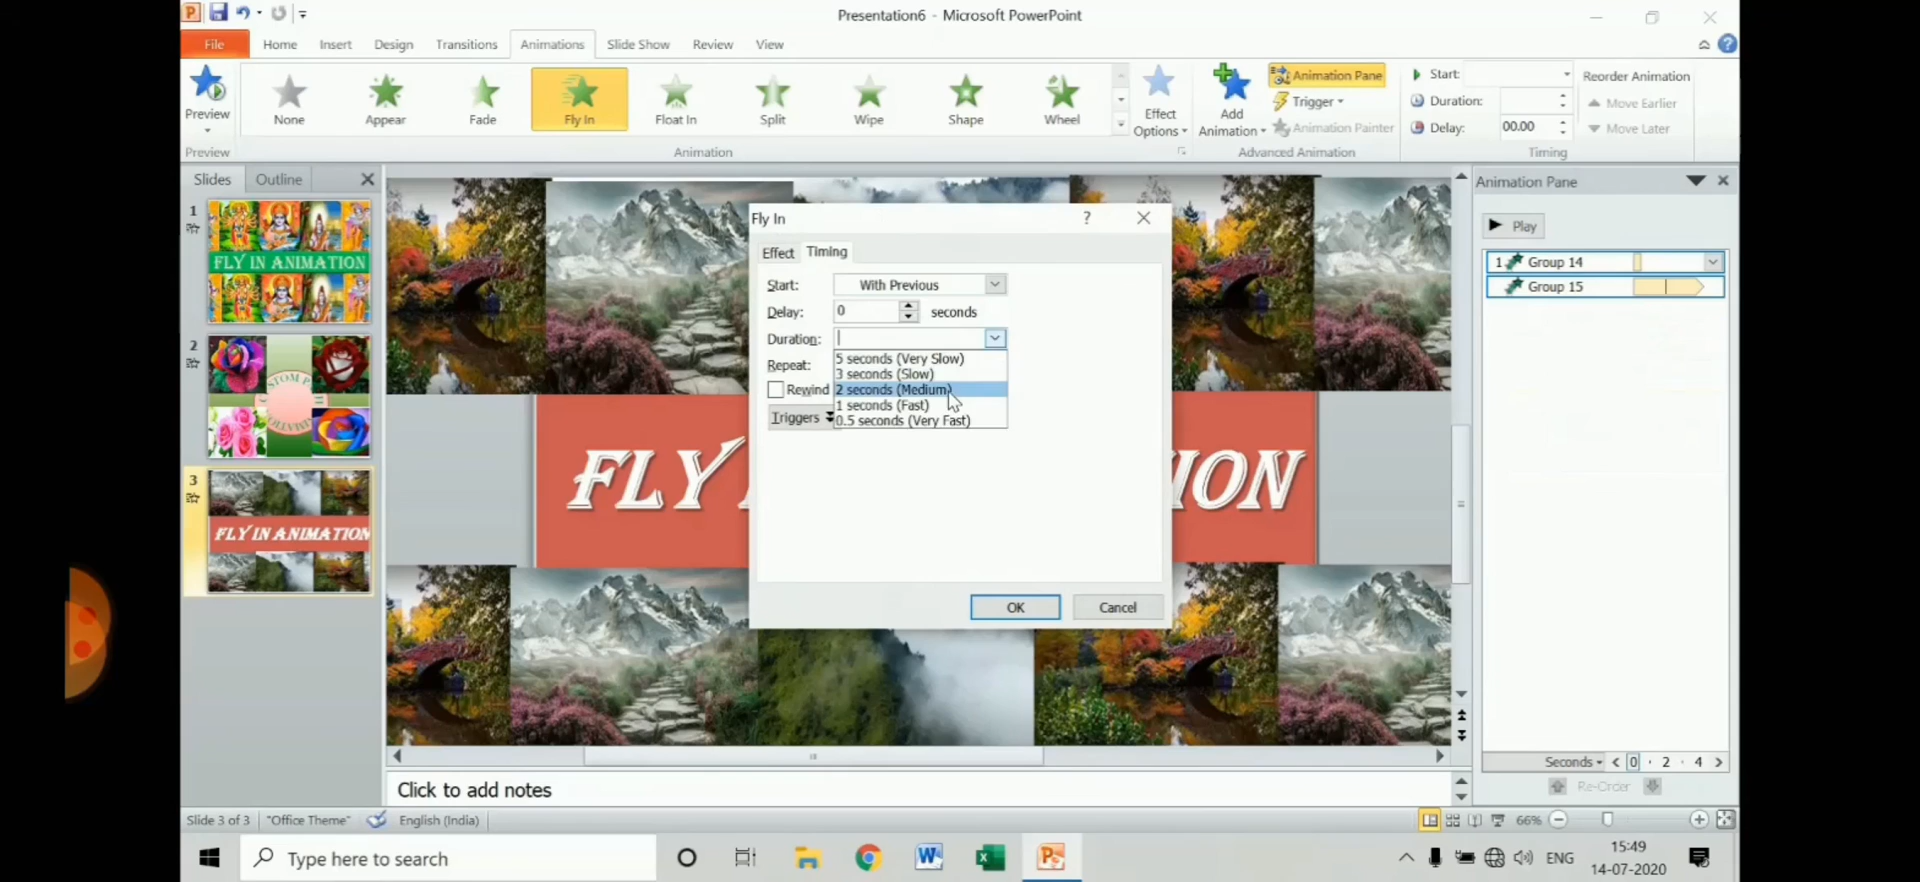 Presentation6 - Microsoft PowerPoint
File Home Insert Design Transitions Animations Slide Show Review View
Preview
None
Appear
Fade
Fly In
Float In
Split
Wipe
Shape
Wheel
Effect
Options
Add
Animation
Animation Pane
Trigger
Animation Painter
Start:
Duration:
Delay: 00.00
Reorder Animation
Move Earlier
Move Later
Preview
Animation
Advanced Animation
Timing
Slides Outline
1
FLY IN ANIMATION
2
3
FLY IN ANIMATION
FLY I
ION
Fly In
?
Effect Timing
Start: With Previous
Delay: 0 seconds
Duration:
5 seconds (Very Slow)
Repeat:
3 seconds (Slow)
Rewind
2 seconds (Medium)
1 seconds (Fast)
Triggers
0.5 seconds (Very Fast)
OK Cancel
Animation Pane
Play
1 Group 14
Group 15
Seconds 0 2 4
Re-Order
Click to add notes
Slide 3 of 3 "Office Theme" English (India) 66%
Type here to search
ENG
15:49
14-07-2020